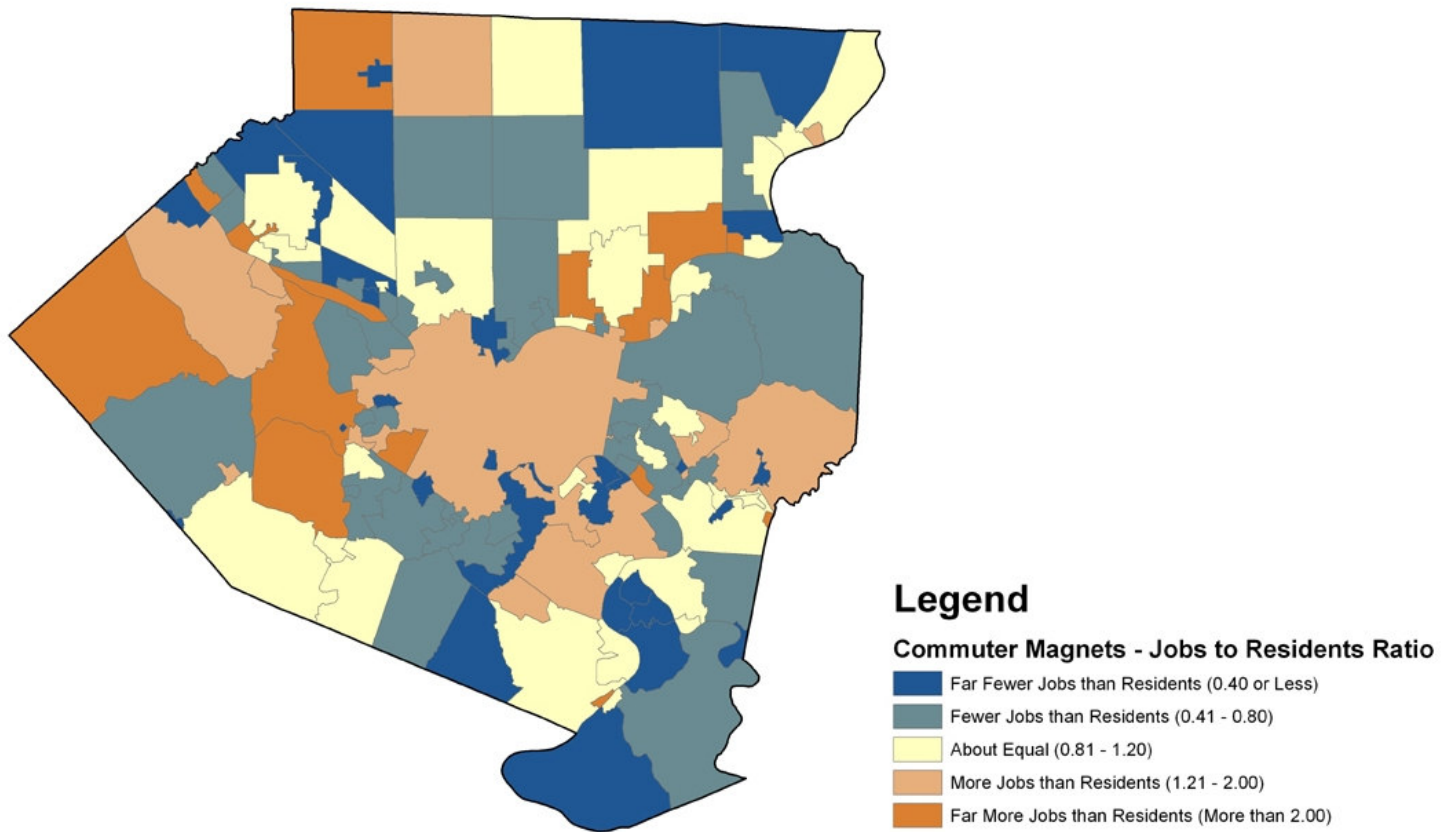 Legend
Commuter Magnets - Jobs to Residents Ratio
Far Fewer Jobs than Residents (0.40 or Less)
Fewer Jobs than Residents (0.41 - 0.80)
About Equal (0.81 - 1.20)
More Jobs than Residents (1.21 - 2.00)
Far More Jobs than Residents (More than 2.00)